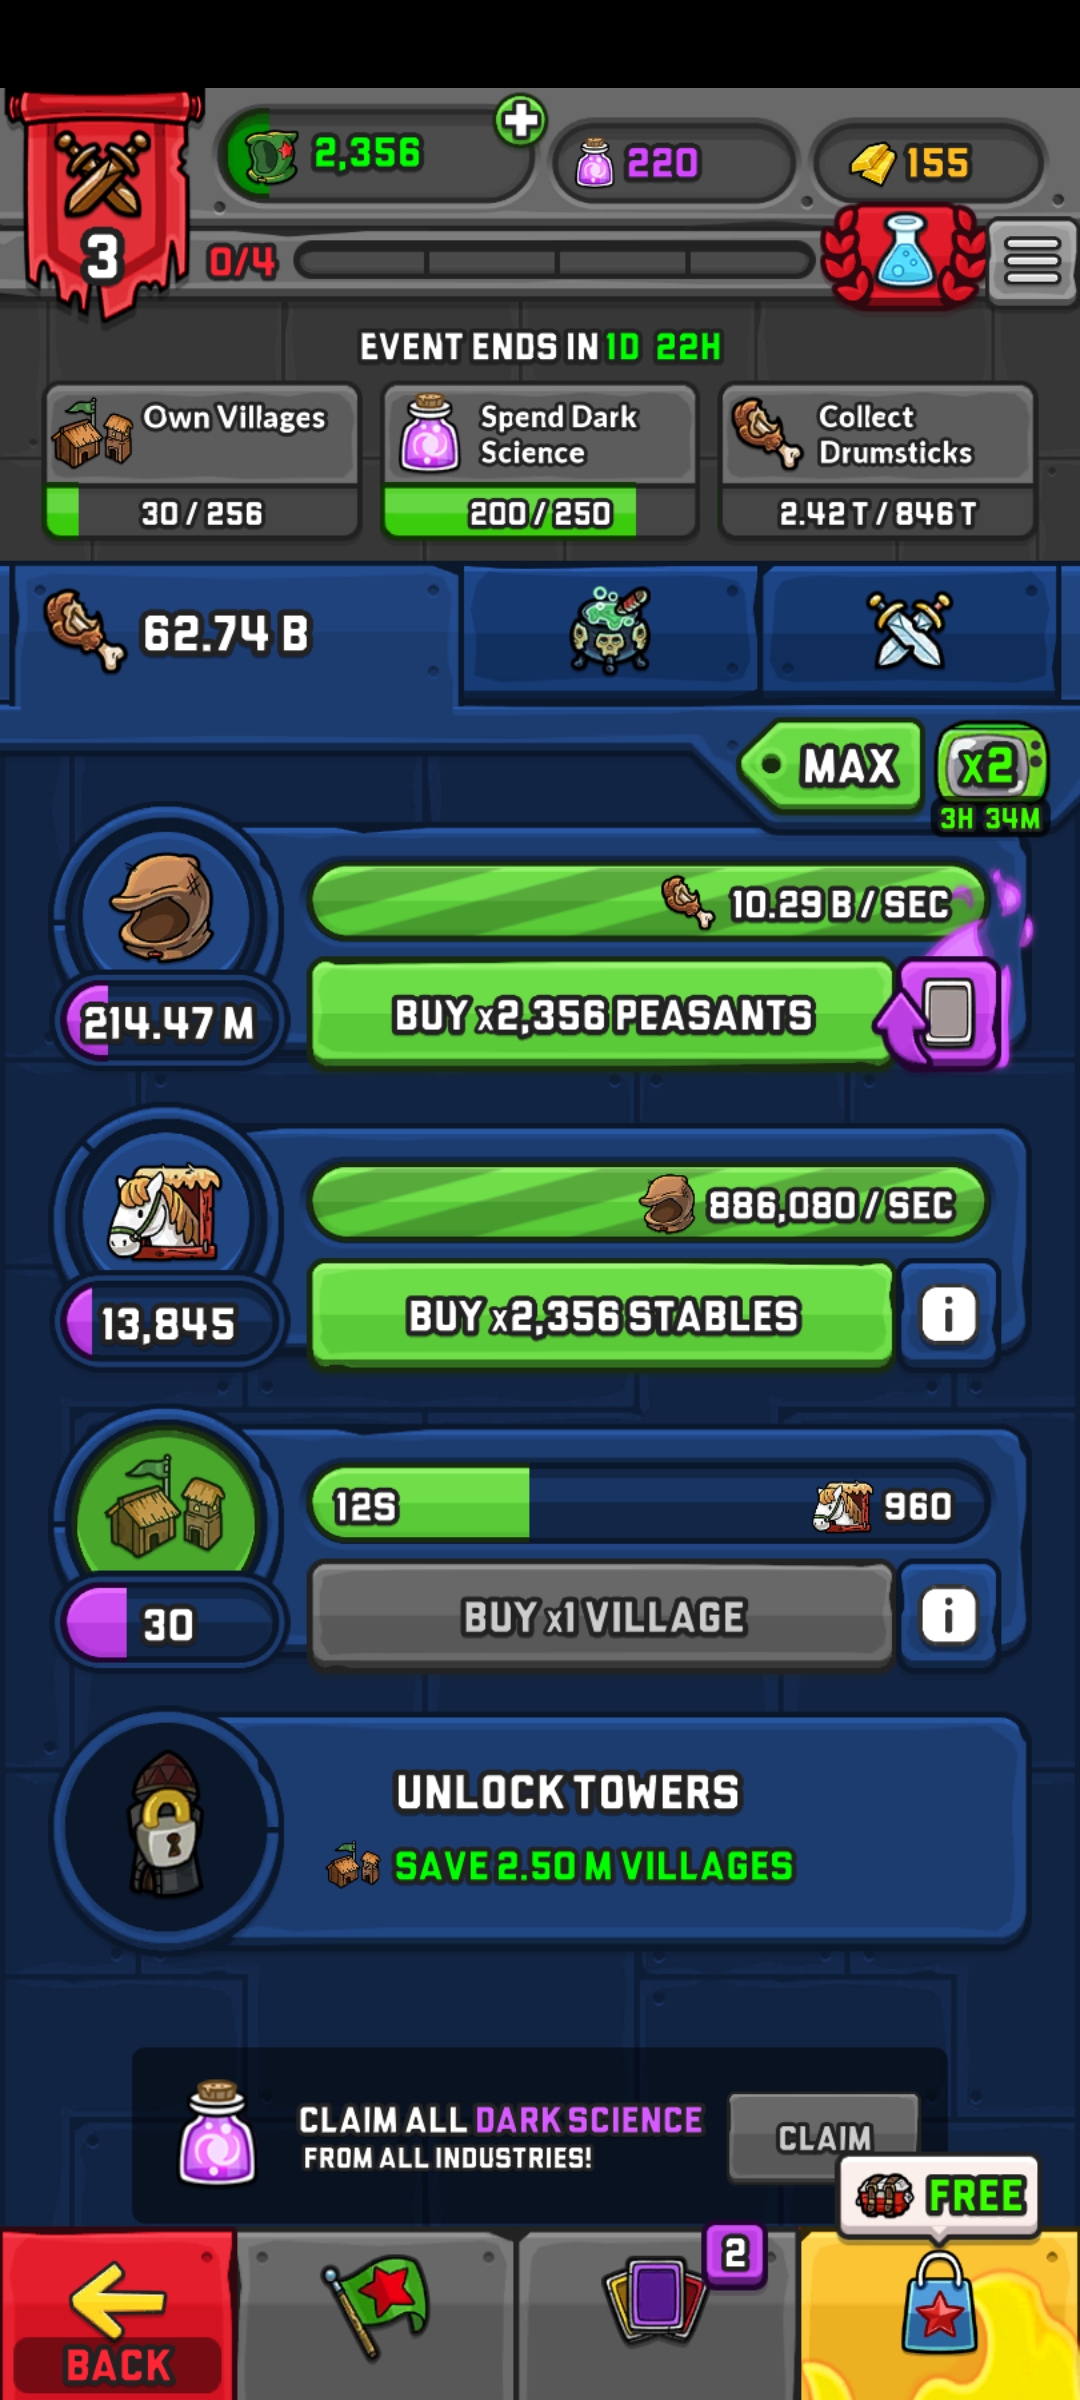 2,356
220
155
3
0/4
EVENT ENDS IN 1D 22H
Own Villages
30 / 256
Spend Dark
Science
200 / 250
Collect
Drumsticks
2.42 T / 846 T
62.74 B
MAX
x2
3H 34M
10.29 B / SEC
214.47 M
BUY x2,356 PEASANTS
886,080 / SEC
13,845
BUY x2,356 STABLES
i
12S
960
30
BUY x1 VILLAGE
i
UNLOCK TOWERS
SAVE 2.50 M VILLAGES
CLAIM ALL DARK SCIENCE
FROM ALL INDUSTRIES!
CLAIM
FREE
2
BACK